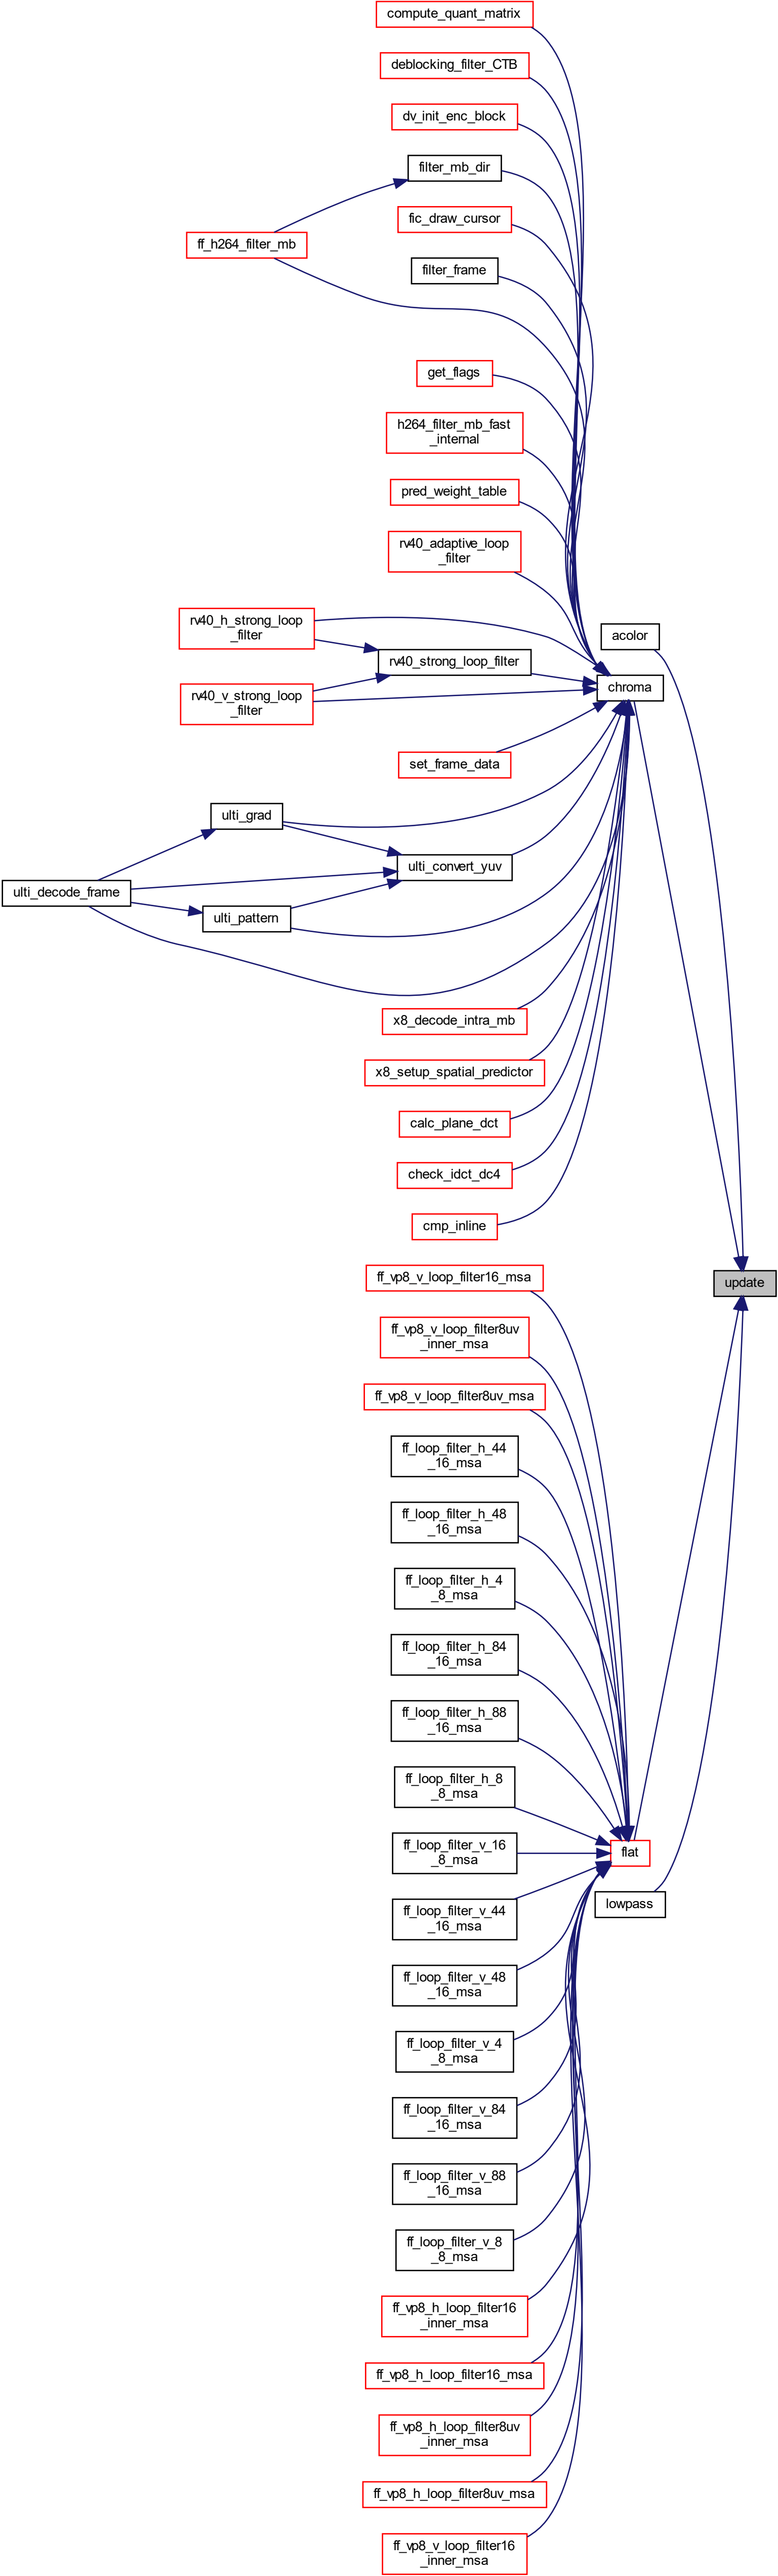 compute_quant_matrix
deblocking_filter_CTB
dv_init_enc_block
filter_mb_dir
fic_draw_cursor
ff_h264_filter_mb
filter_frame
get_flags
h264_filter_mb_fast
_internal
pred_weight_table
rv40_adaptive_loop
_filter
rv40_h_strong_loop
_filter
acolor
rv40_strong_loop_filter
chroma
rv40_v_strong_loop
_filter
set_frame_data
ulti_grad
ulti_convert_yuv
ulti_decode_frame
ulti_pattern
x8_decode_intra_mb
x8_setup_spatial_predictor
calc_plane_dct
check_idct_dc4
cmp_inline
ff_vp8_v_loop_filter16_msa
update
ff_vp8_v_loop_filter8uv
_inner_msa
ff_vp8_v_loop_filter8uv_msa
ff_loop_filter_h_44
_16_msa
ff_loop_filter_h_48
_16_msa
ff_loop_filter_h_4
_8_msa
ff_loop_filter_h_84
_16_msa
ff_loop_filter_h_88
_16_msa
ff_loop_filter_h_8
_8_msa
ff_loop_filter_v_16
_8_msa
flat
ff_loop_filter_v_44
_16_msa
lowpass
ff_loop_filter_v_48
_16_msa
ff_loop_filter_v_4
_8_msa
ff_loop_filter_v_84
_16_msa
ff_loop_filter_v_88
_16_msa
ff_loop_filter_v_8
_8_msa
ff_vp8_h_loop_filter16
_inner_msa
ff_vp8_h_loop_filter16_msa
ff_vp8_h_loop_filter8uv
_inner_msa
ff_vp8_h_loop_filter8uv_msa
ff_vp8_v_loop_filter16
_inner_msa